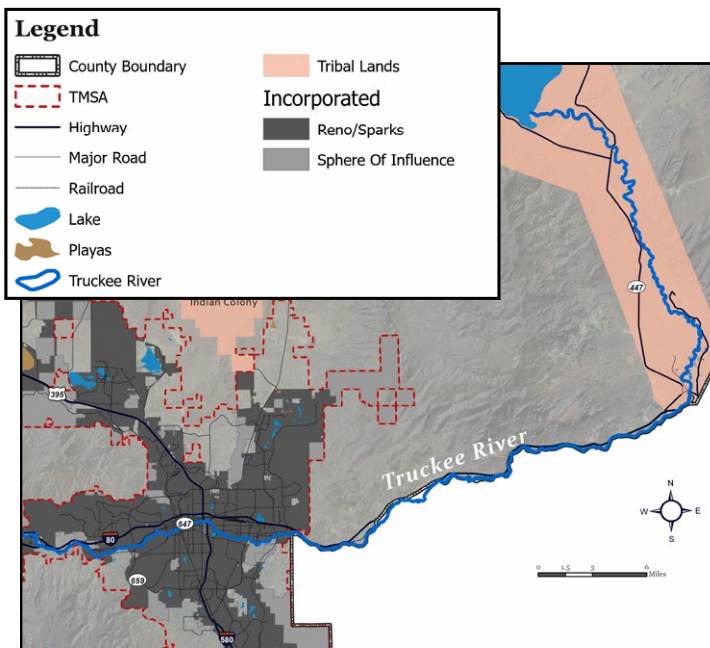 Legend
County Boundary
TMSA
Highway
Major Road
Railroad
Lake
Playas
Truckee River
Tribal Lands
Incorporated
Reno/Sparks
Sphere Of Influence
Indian Colony
447
395
Truckee River
647
80
659
580
N
W E
S
0 1.5 3 6
Miles